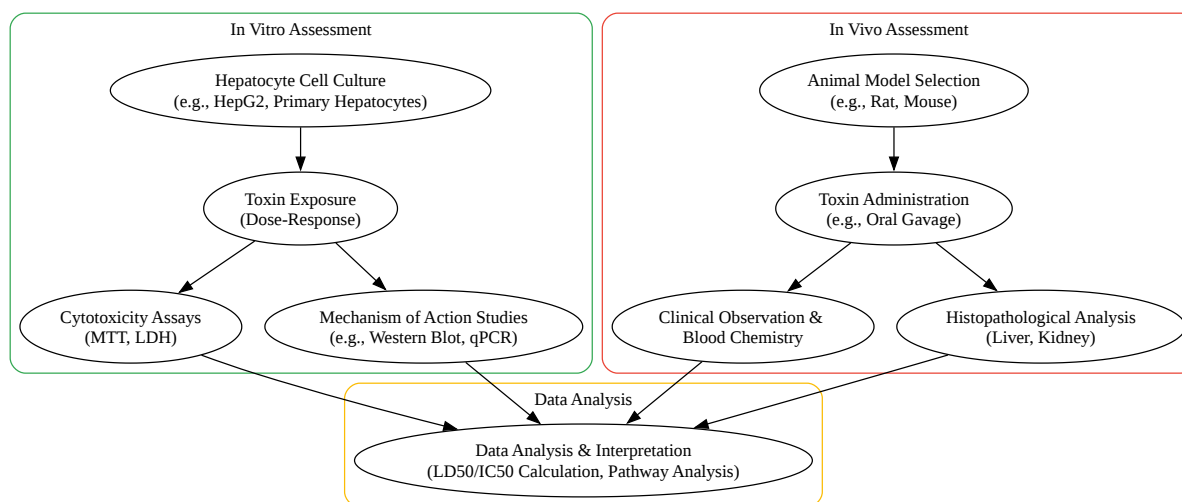 In Vitro Assessment
Hepatocyte Cell Culture
(e.g., HepG2, Primary Hepatocytes)
Toxin Exposure
(Dose-Response)
Cytotoxicity Assays
(MTT, LDH)
Mechanism of Action Studies
(e.g., Western Blot, qPCR)
In Vivo Assessment
Animal Model Selection
(e.g., Rat, Mouse)
Toxin Administration
(e.g., Oral Gavage)
Clinical Observation &
Blood Chemistry
Histopathological Analysis
(Liver, Kidney)
Data Analysis
Data Analysis & Interpretation
(LD50/IC50 Calculation, Pathway Analysis)